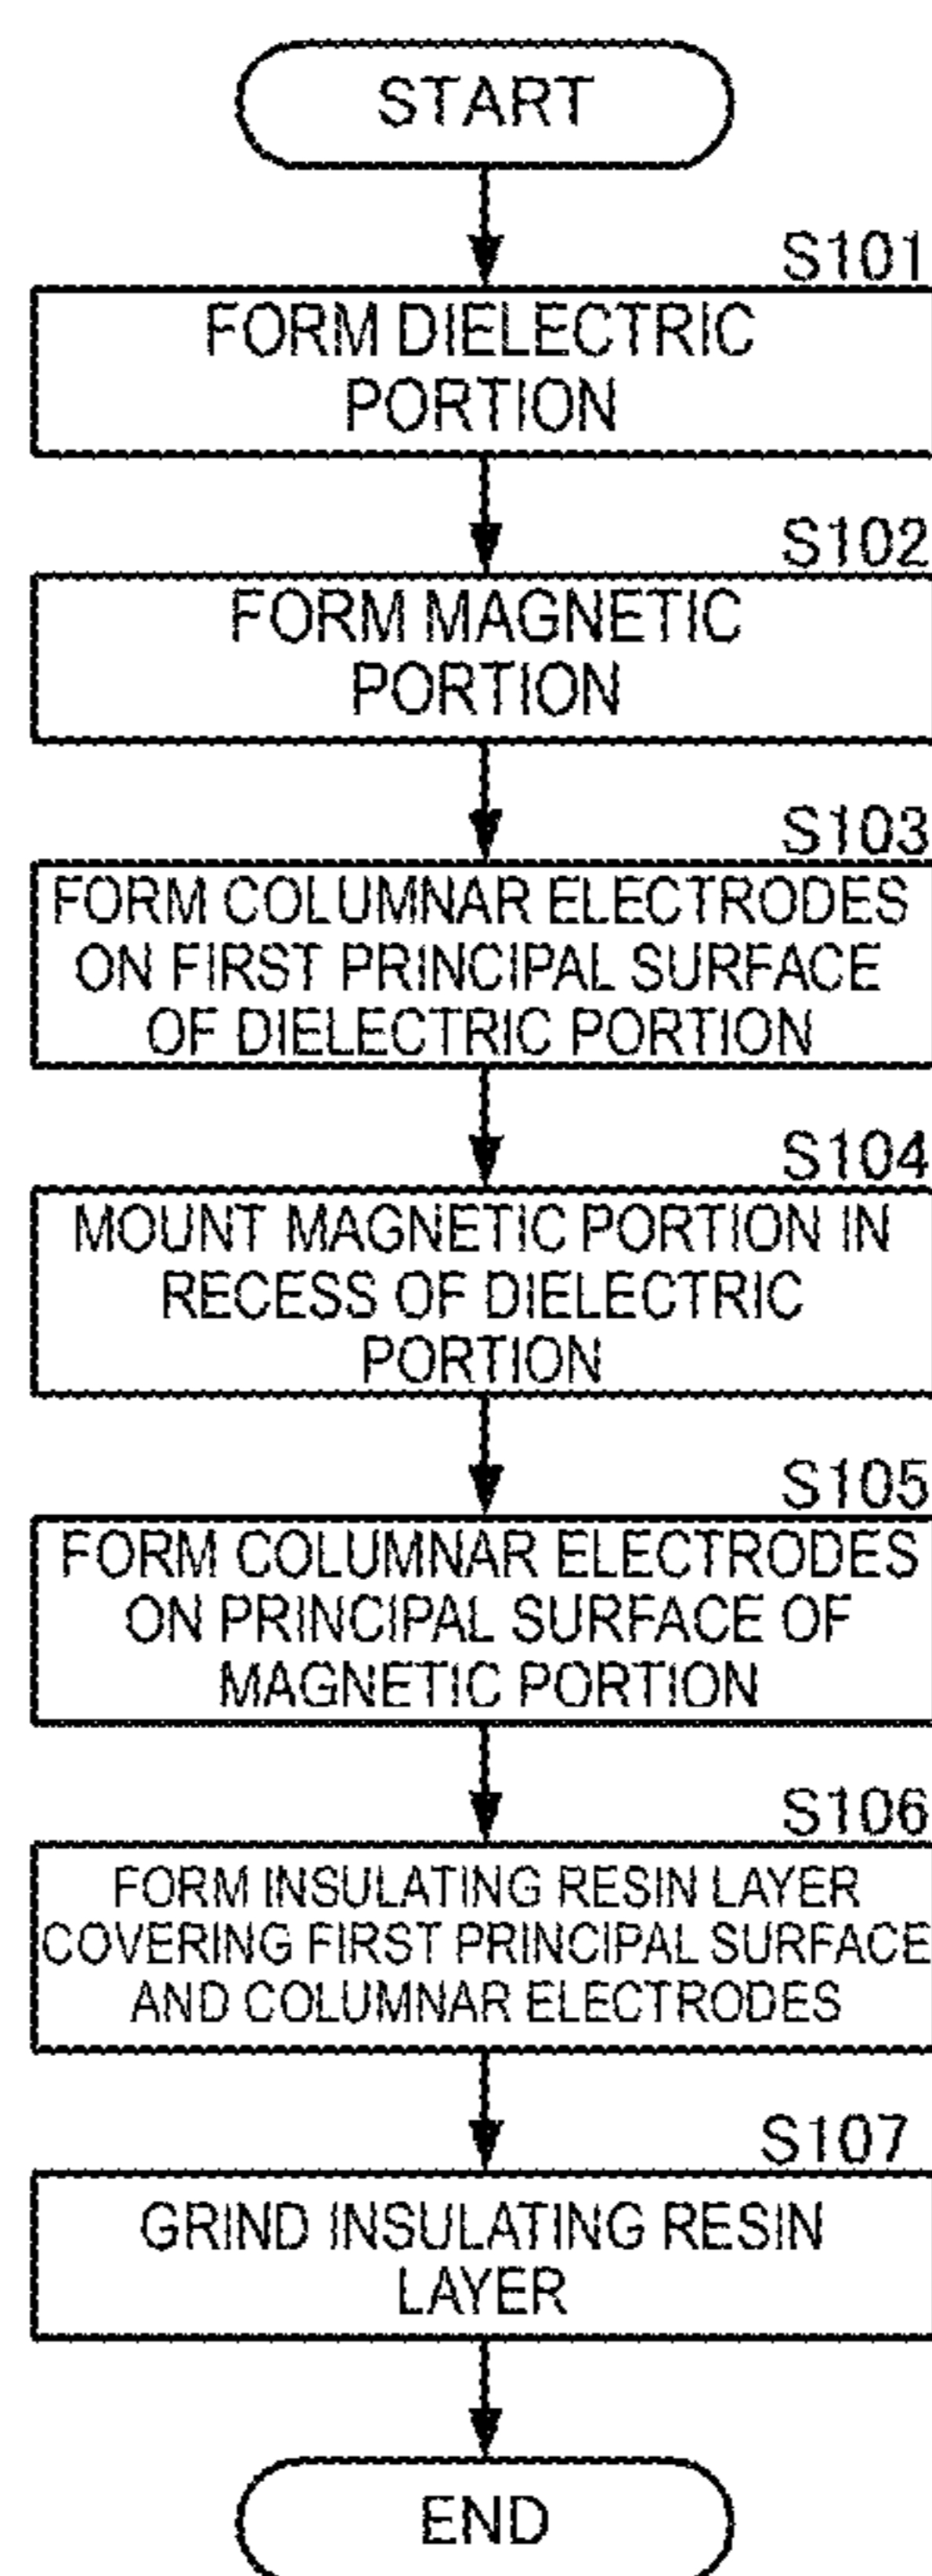 START
S101
FORM DIELECTRIC
PORTION
S102
FORM MAGNETIC
PORTION
S103
FORM COLUMNAR ELECTRODES
ON FIRST PRINCIPAL SURFACE
OF DIELECTRIC PORTION
S104
MOUNT MAGNETIC PORTION IN
RECESS OF DIELECTRIC
PORTION
S105
FORM COLUMNAR ELECTRODES
ON PRINCIPAL SURFACE OF
MAGNETIC PORTION
S106
FORM INSULATING RESIN LAYER
COVERING FIRST PRINCIPAL SURFACE
AND COLUMNAR ELECTRODES
S107
GRIND INSULATING RESIN
LAYER
END